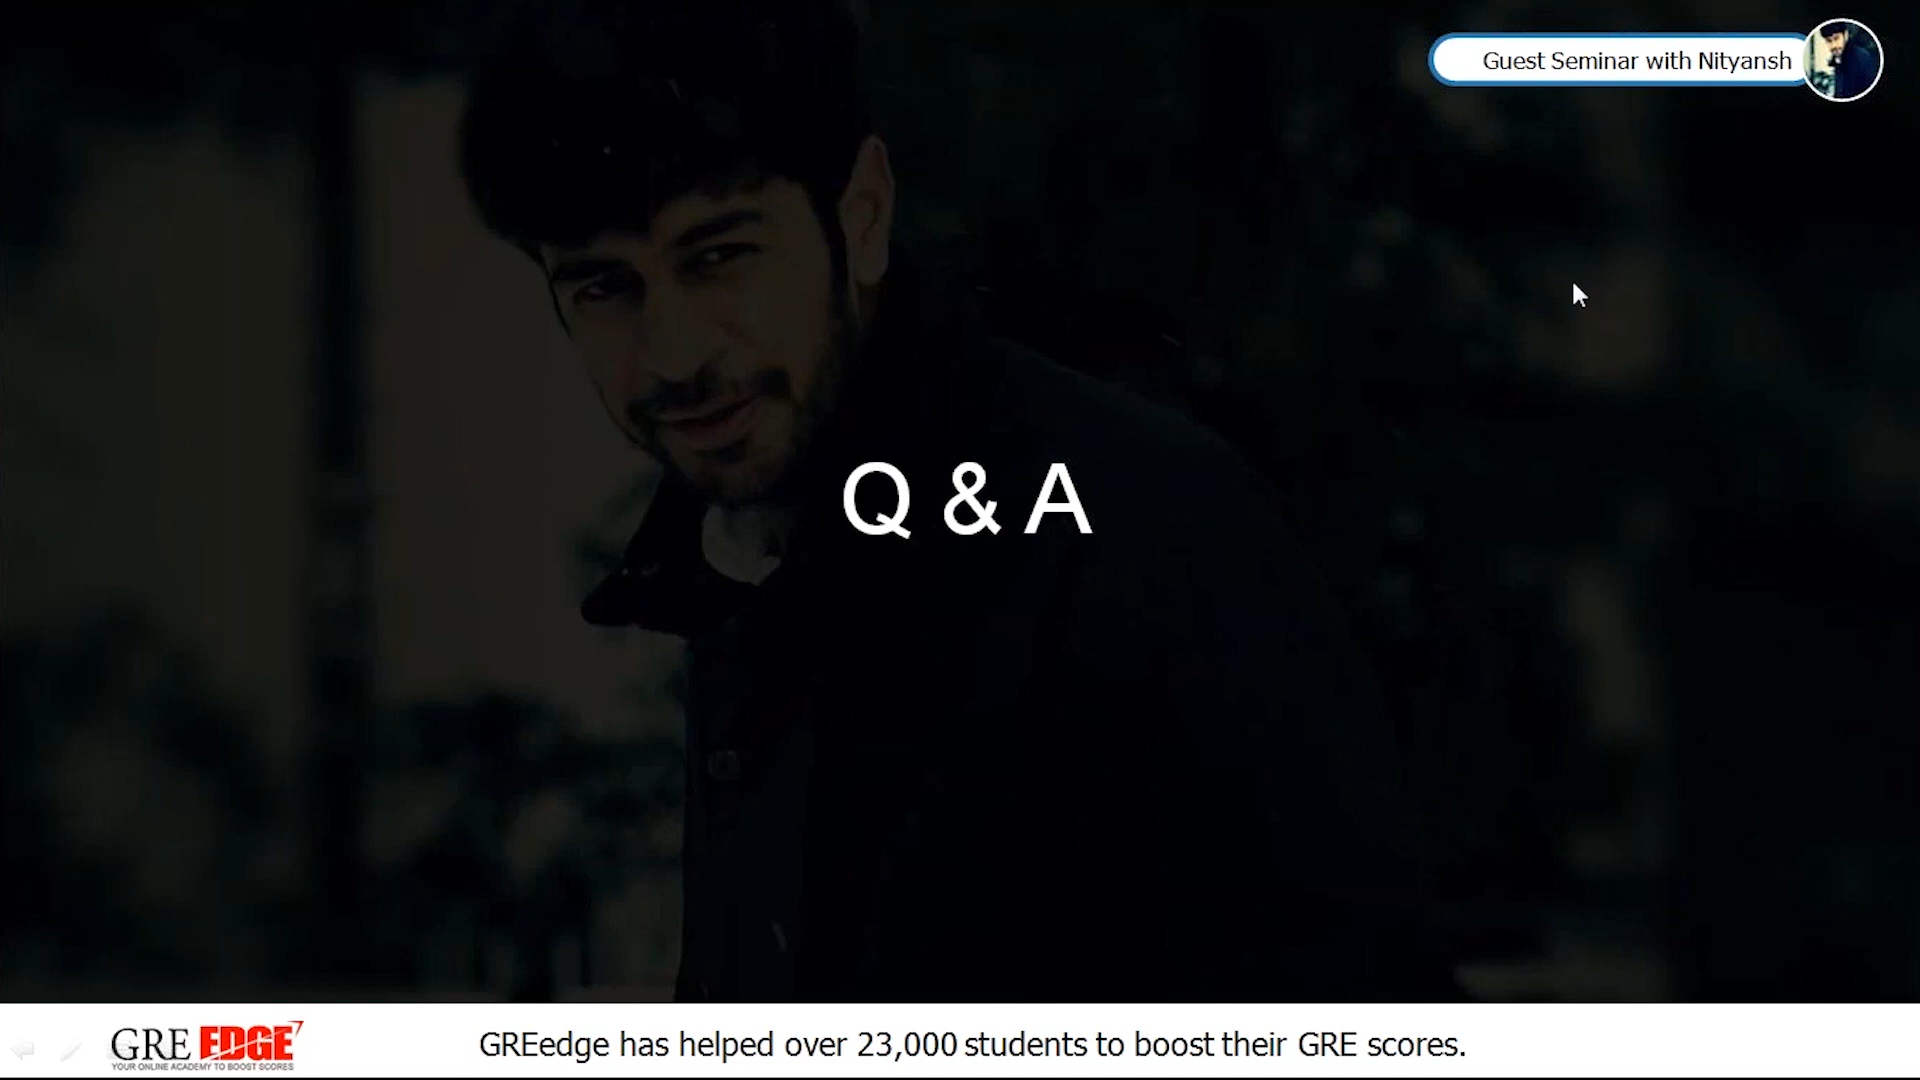 Guest Seminar with Nityansh
Q & A
GRE EDGE
YOUR ONLINE ACADEMY TO BOOST SCORES
GREedge has helped over 23,000 students to boost their GRE scores.